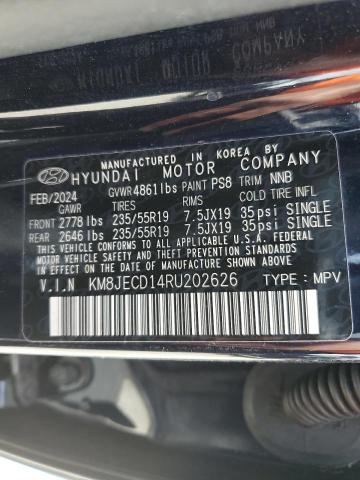 MANUFACTURED IN KOREA BY
HYUNDAI MOTOR COMPANY
FEB/2024 GVWR 4861lbs PAINT PS8 TRIM NNB
GAWR TIRES RIMS COLD TIRE INFL
FRONT 2778lbs 235/55R19 7.5JX19 35psi SINGLE
REAR 2646lbs 235/55R19 7.5JX19 35psi SINGLE
THIS VEHICLE CONFORMS TO ALL APPLICABLE U.S.A. FEDERAL
MOTOR VEHICLE SAFETY, BUMPER, AND THEFT PREVENTION
STANDARDS IN EFFECT ON THE DATE OF MANUFACTURE SHOWN ABOVE.
V.I.N KM8JECD14RU202626 TYPE : MPV